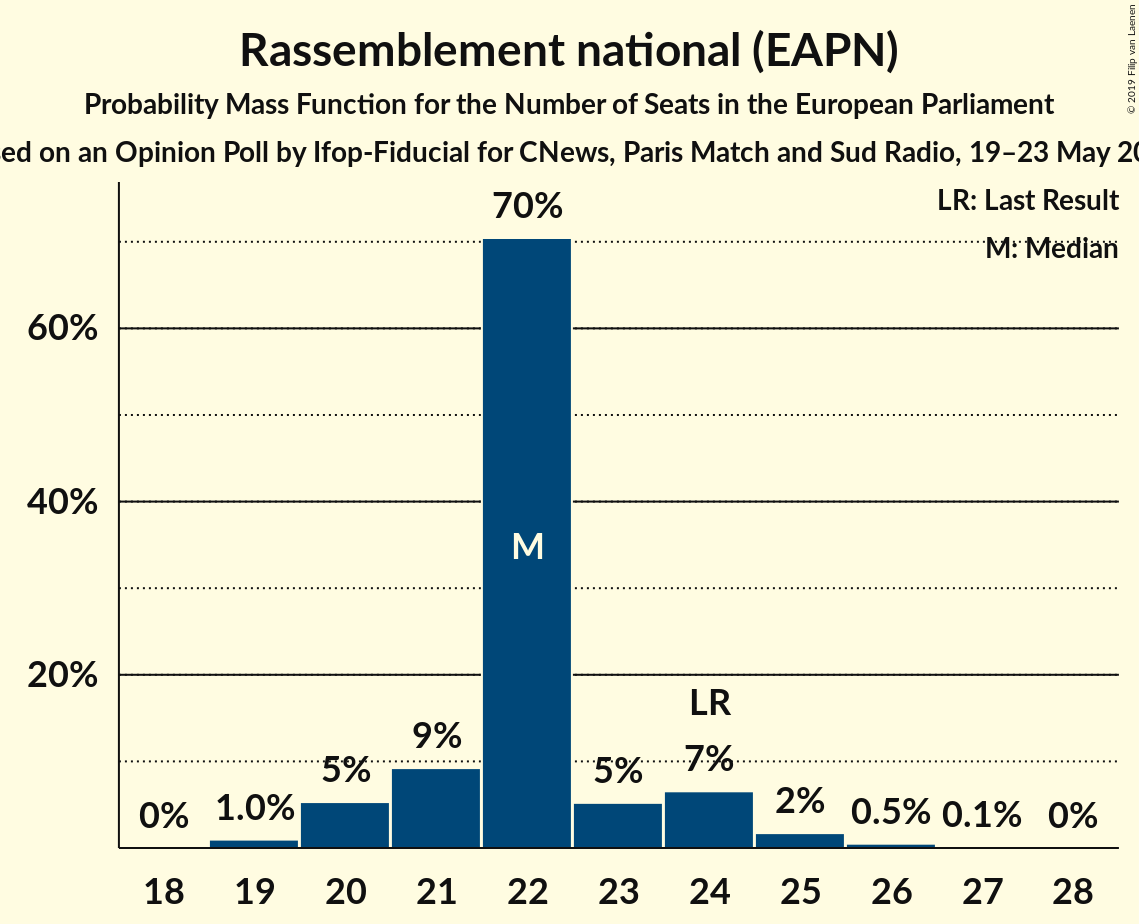 Rassemblement national (EAPN)
Probability Mass Function for the Number of Seats in the European Parliament
on an Opinion Poll by Ifop-Fiducial for CNews, Paris Match and Sud Radio, 19–23 May
© 2019 Filip van Laenen
LR: Last Result
M: Median
70%
60%
40%
M
20%
LR
9%
7%
5%
5%
2%
1.0%
0.5%
0.1%
0%
0%
18 19 20 21 22 23 24 25 26 27 28